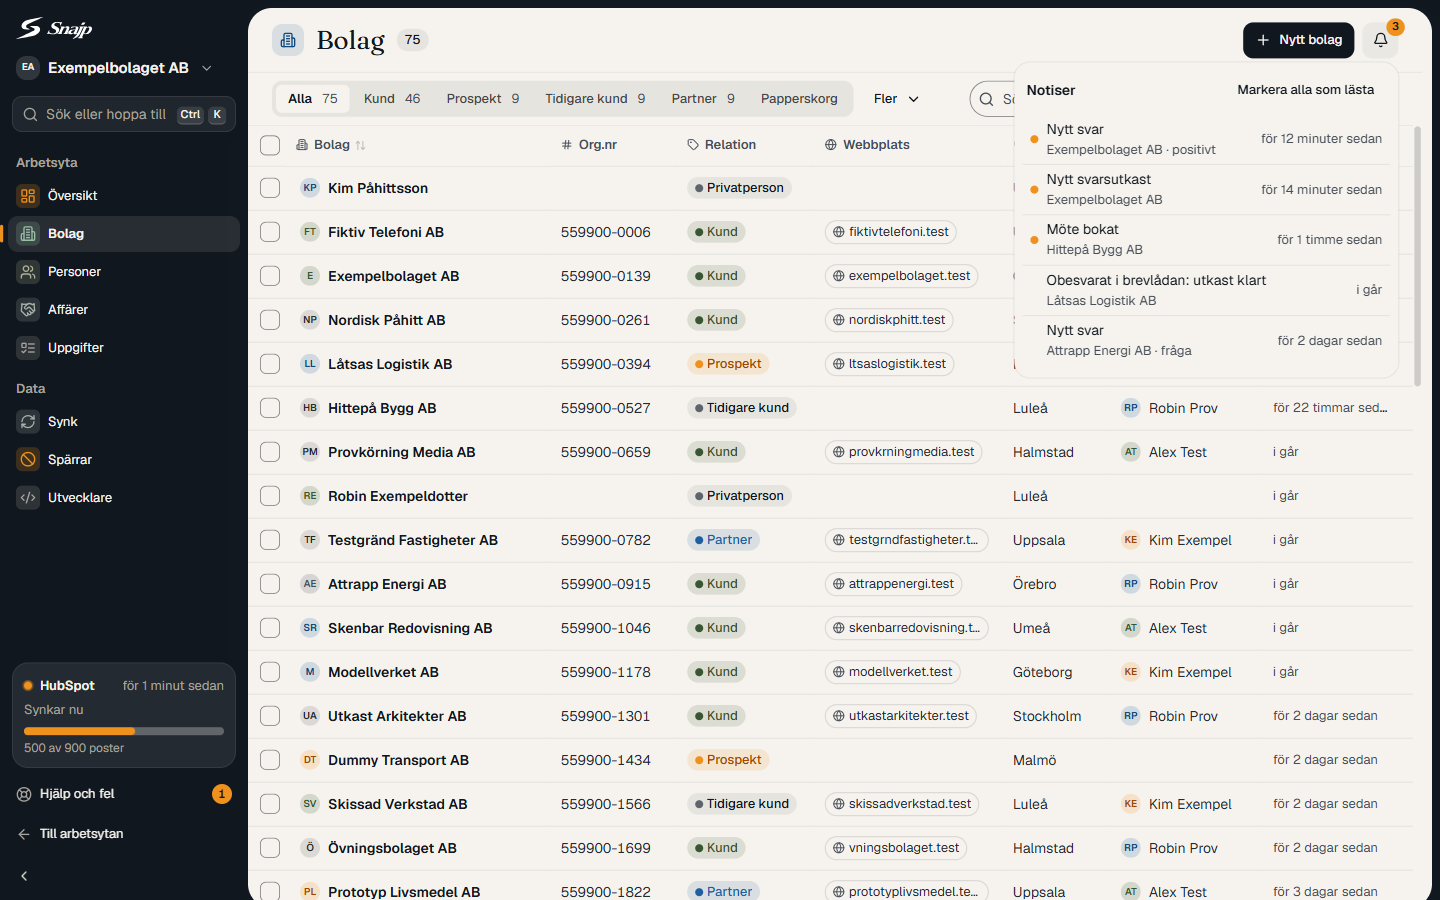 Snajp
EA Exempelbolaget AB
Sök eller hoppa till Ctrl K
Arbetsyta
Översikt
Bolag
Personer
Affärer
Uppgifter
Data
Synk
Spärrar
Utvecklare
HubSpot för 1 minut sedan
Synkar nu
500 av 900 poster
Hjälp och fel 1
Till arbetsytan
Bolag 75
Nytt bolag
3
Alla 75 Kund 46 Prospekt 9 Tidigare kund 9 Partner 9 Papperskorg Fler
Notiser Markera alla som lästa
Nytt svar
Exempelbolaget AB · positivt
för 12 minuter sedan
Nytt svarsutkast
Exempelbolaget AB
för 14 minuter sedan
Möte bokat
Hittepå Bygg AB
för 1 timme sedan
Obesvarat i brevlådan: utkast klart
Låtsas Logistik AB
i går
Nytt svar
Attrapp Energi AB · fråga
för 2 dagar sedan
Bolag # Org.nr Relation Webbplats
KP Kim Påhittsson Privatperson
FT Fiktiv Telefoni AB 559900-0006 Kund fiktivtelefoni.test
E Exempelbolaget AB 559900-0139 Kund exempelbolaget.test
NP Nordisk Påhitt AB 559900-0261 Kund nordiskphitt.test
LL Låtsas Logistik AB 559900-0394 Prospekt ltsaslogistik.test
HB Hittepå Bygg AB 559900-0527 Tidigare kund Luleå RP Robin Prov för 22 timmar sed…
PM Provkörning Media AB 559900-0659 Kund provkrningmedia.test Halmstad AT Alex Test i går
RE Robin Exempeldotter Privatperson Luleå i går
TF Testgränd Fastigheter AB 559900-0782 Partner testgrndfastigheter.t… Uppsala KE Kim Exempel i går
AE Attrapp Energi AB 559900-0915 Kund attrappenergi.test Örebro RP Robin Prov i går
SR Skenbar Redovisning AB 559900-1046 Kund skenbarredovisning.t… Umeå AT Alex Test i går
M Modellverket AB 559900-1178 Kund modellverket.test Göteborg KE Kim Exempel i går
UA Utkast Arkitekter AB 559900-1301 Kund utkastarkitekter.test Stockholm RP Robin Prov för 2 dagar sedan
DT Dummy Transport AB 559900-1434 Prospekt Malmö för 2 dagar sedan
SV Skissad Verkstad AB 559900-1566 Tidigare kund skissadverkstad.test Luleå KE Kim Exempel för 2 dagar sedan
Ö Övningsbolaget AB 559900-1699 Kund vningsbolaget.test Halmstad RP Robin Prov för 2 dagar sedan
PL Prototyp Livsmedel AB 559900-1822 Partner prototyplivsmedel.te… Uppsala AT Alex Test för 3 dagar sedan